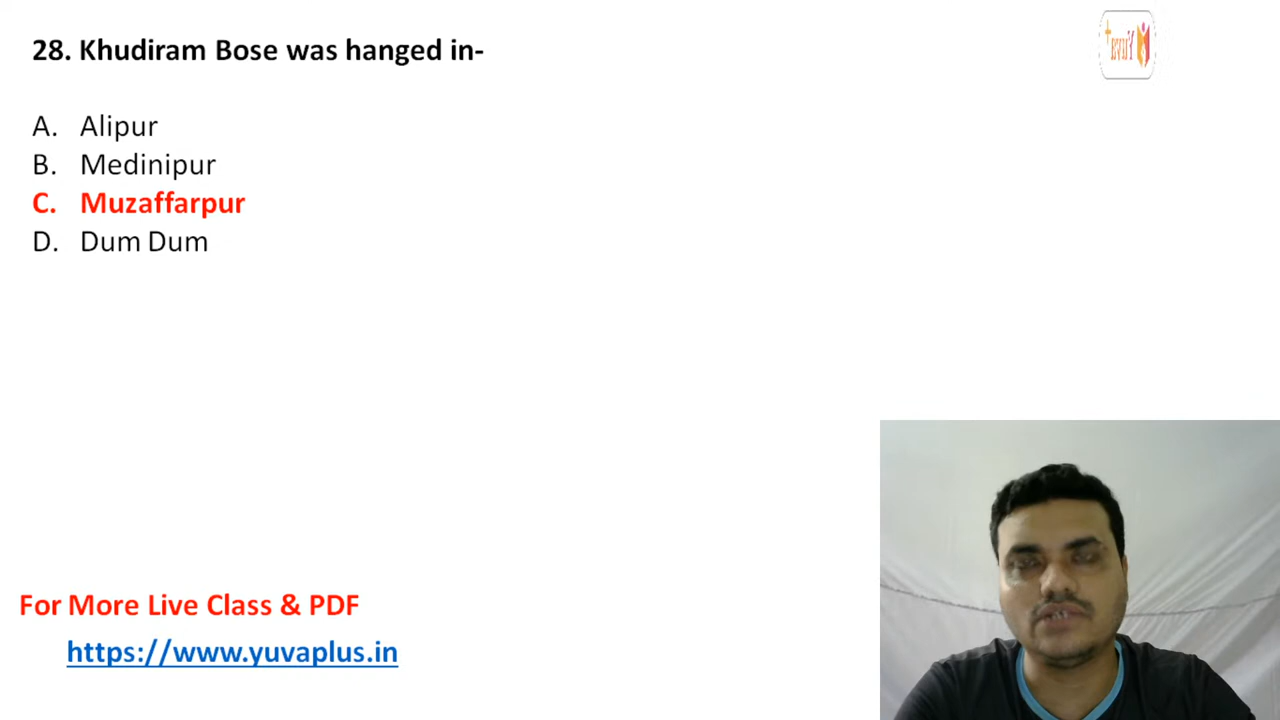 28. Khudiram Bose was hanged in-
A. Alipur
B. Medinipur
C. Muzaffarpur
D. Dum Dum
For More Live Class & PDF
https://www.yuvaplus.in